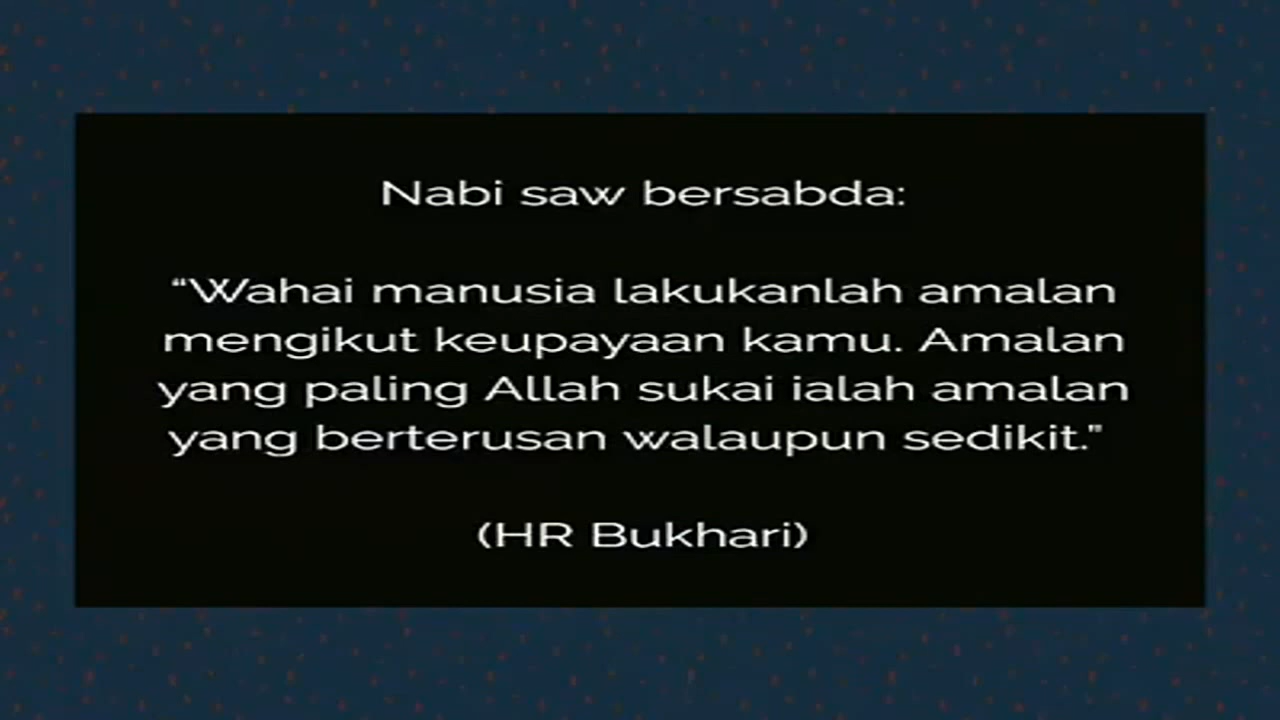 Nabi saw bersabda:
“Wahai manusia lakukanlah amalan
mengikut keupayaan kamu. Amalan
yang paling Allah sukai ialah amalan
yang berterusan walaupun sedikit.”
(HR Bukhari)